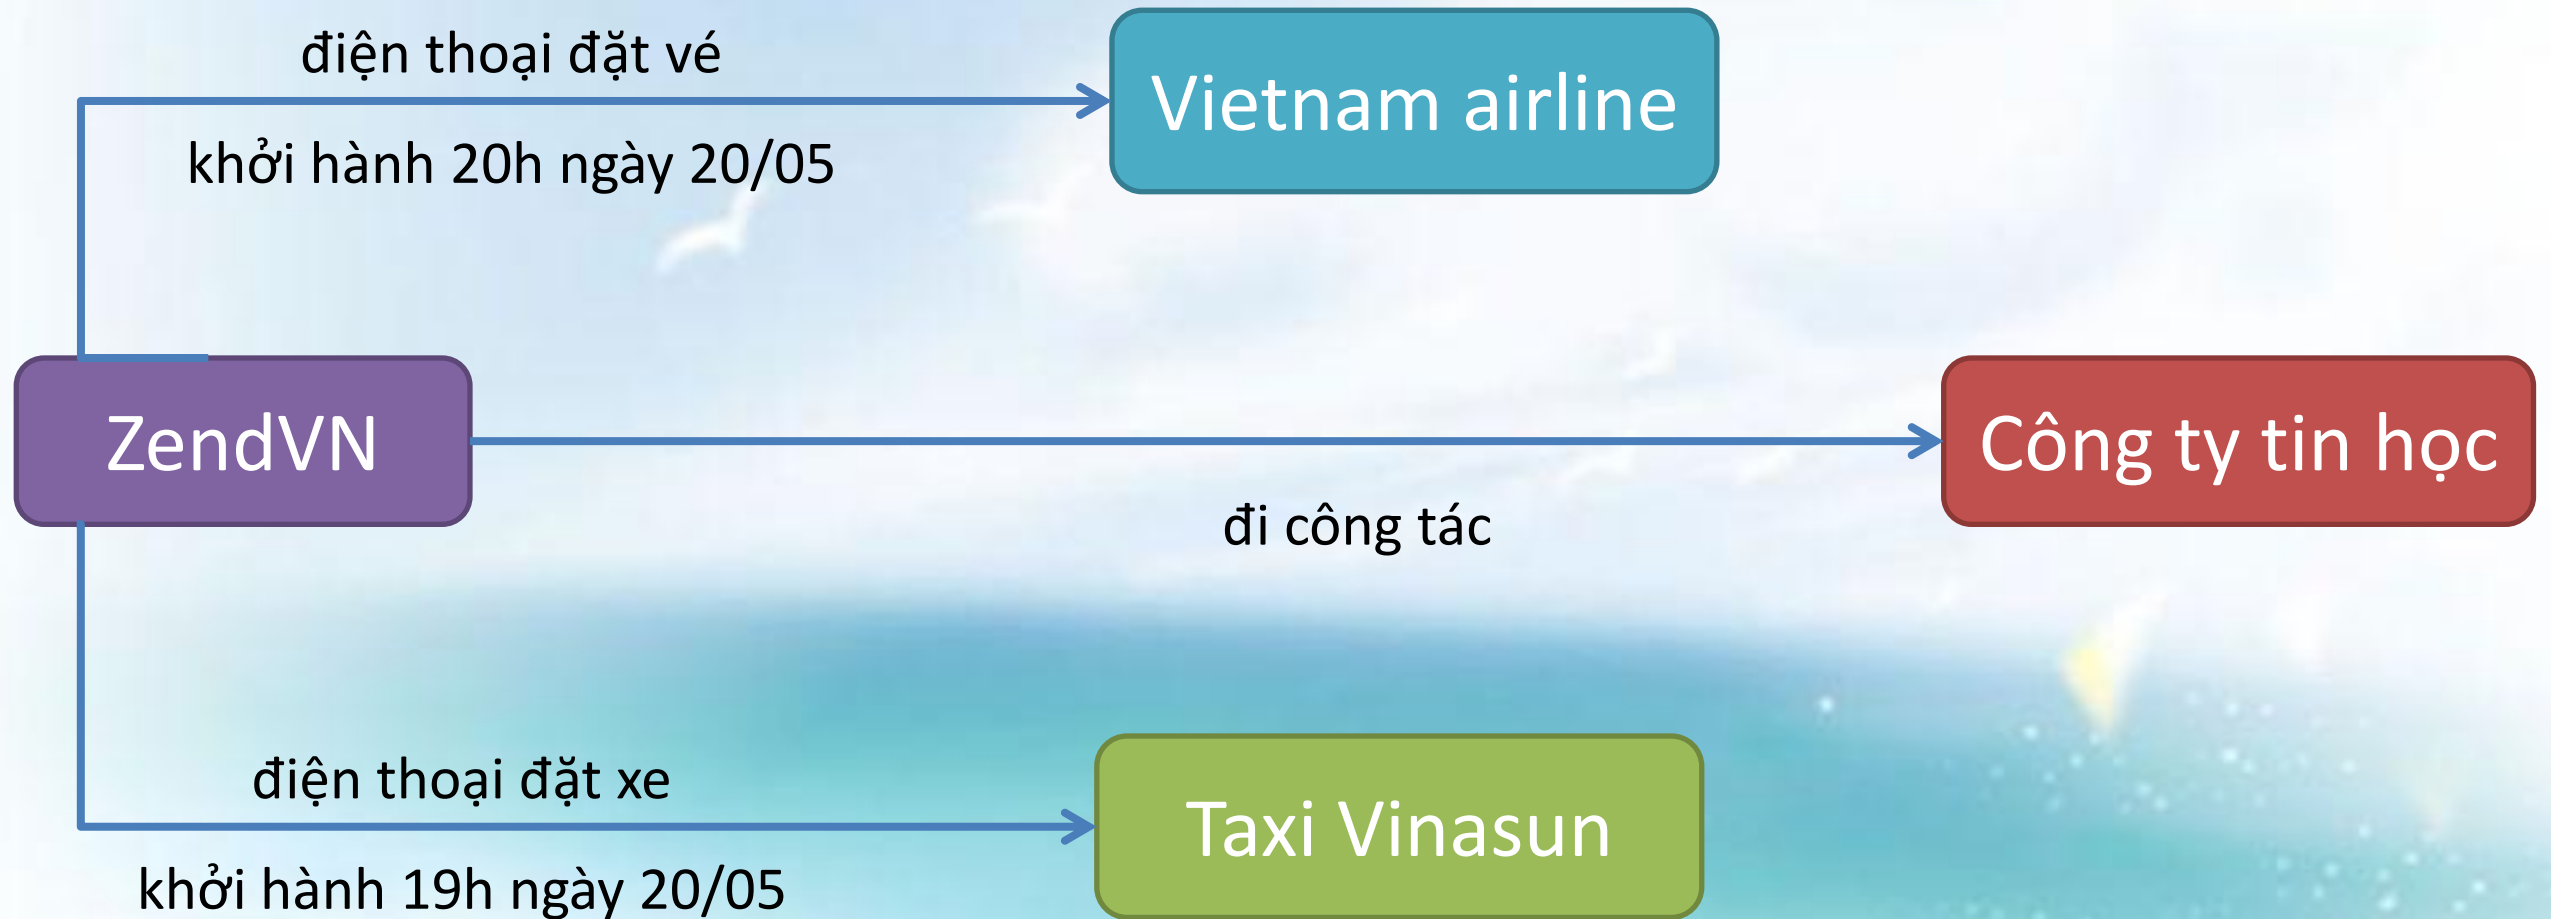 điện thoại đặt vé
khởi hành 20h ngày 20/05
Vietnam airline
ZendVN
đi công tác
Công ty tin học
điện thoại đặt xe
khởi hành 19h ngày 20/05
Taxi Vinasun